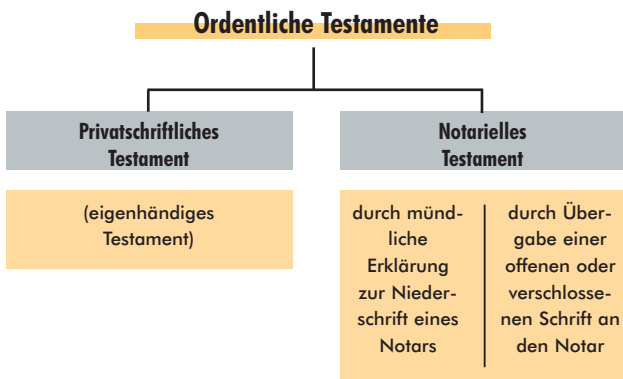 Ordentliche Testamente
Privatschriftliches
Testament
(eigenhändiges
Testament)
Notarielles
Testament
durch münd-
liche
Erklärung
zur Nieder-
schrift eines
Notars
durch Über-
gabe einer
offenen oder
verschlosse-
nen Schrift an
den Notar